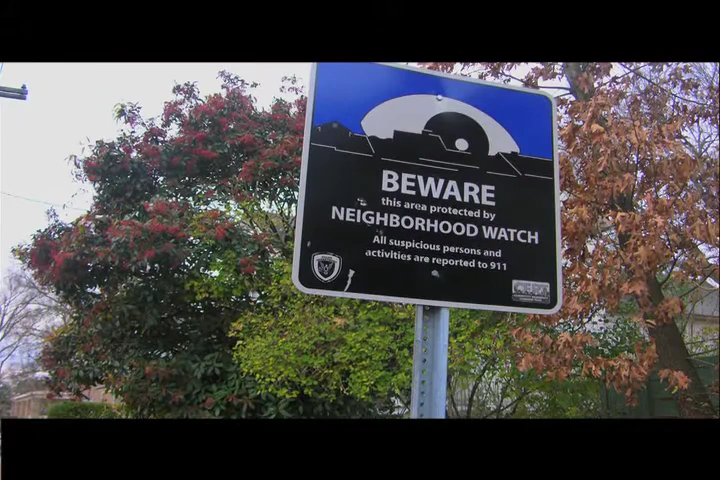 BEWARE
this area protected by
NEIGHBORHOOD WATCH
All suspicious persons and
activities are reported to 911